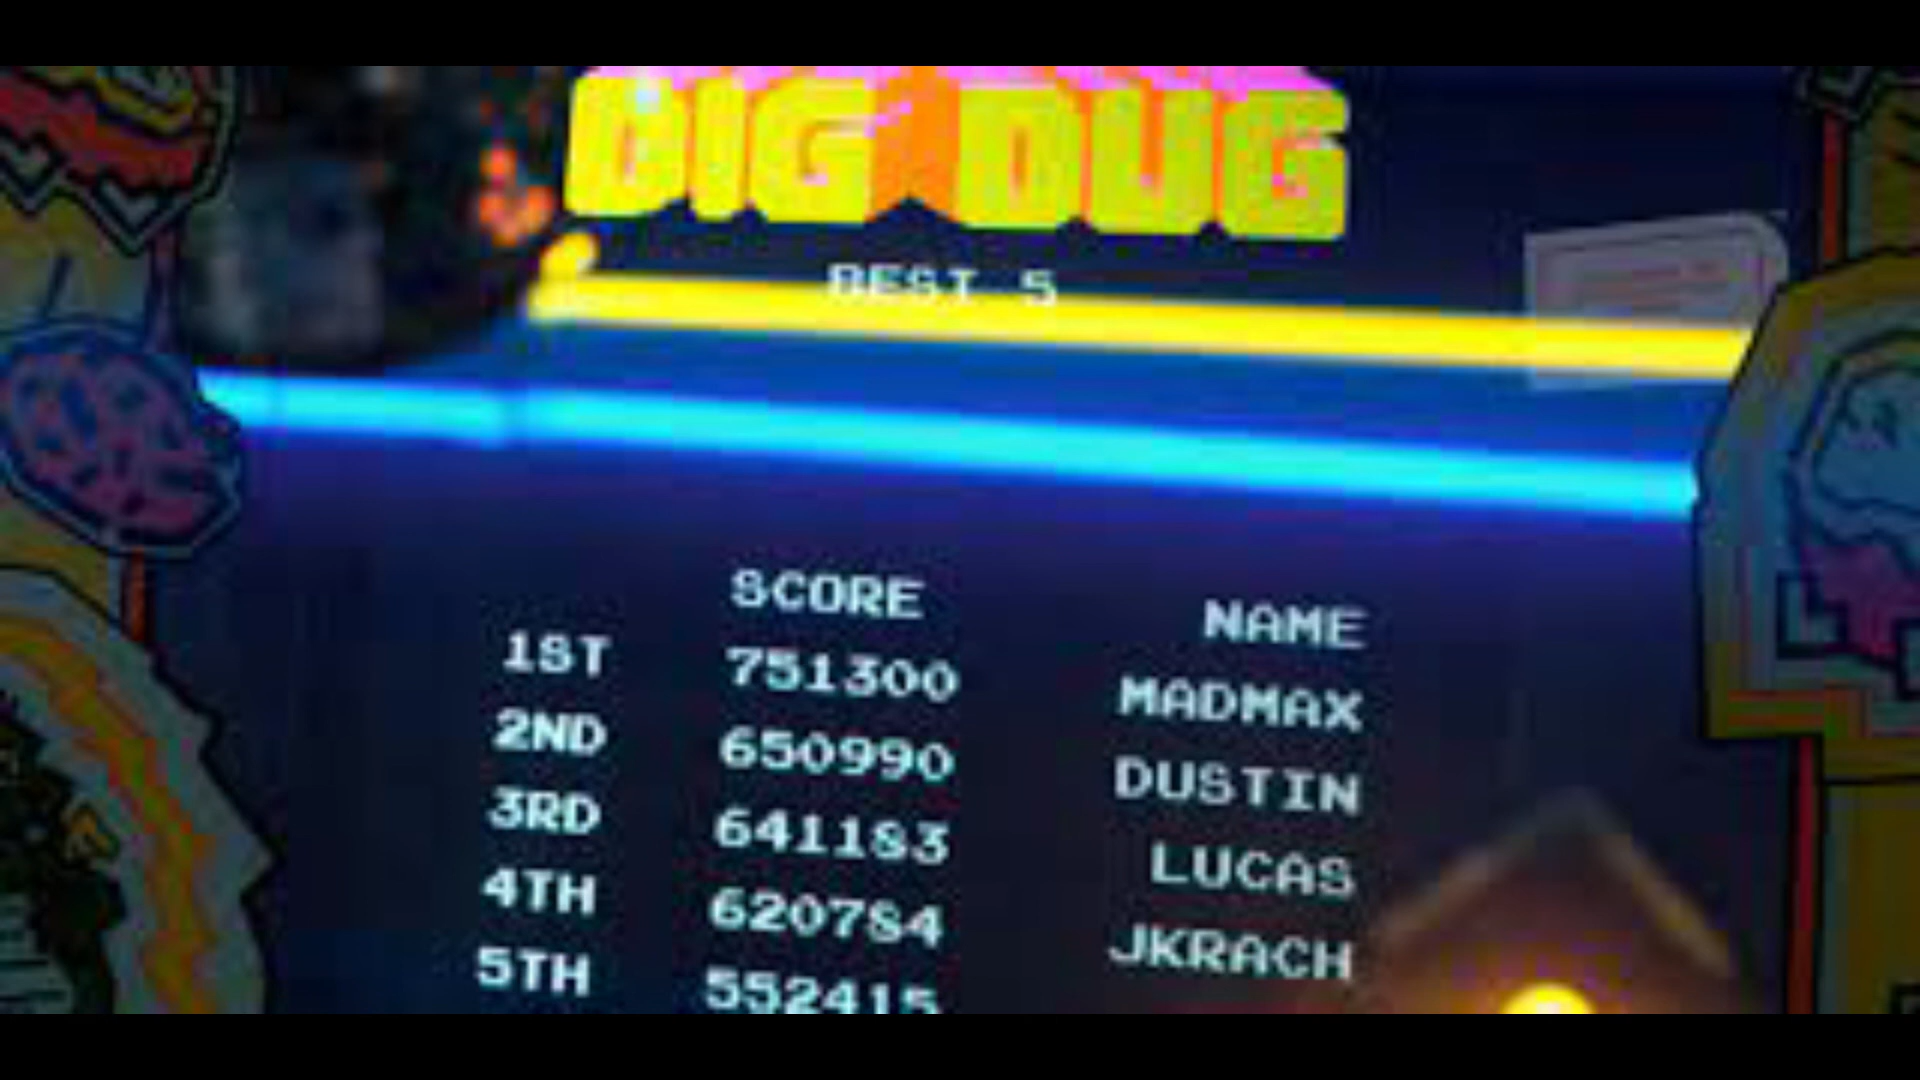 DIG DUG
BEST 5
SCORE NAME
1ST 751300 MADMAX
2ND 650990 DUSTIN
3RD 641183 LUCAS
4TH 620784 JKRACH
5TH 552415